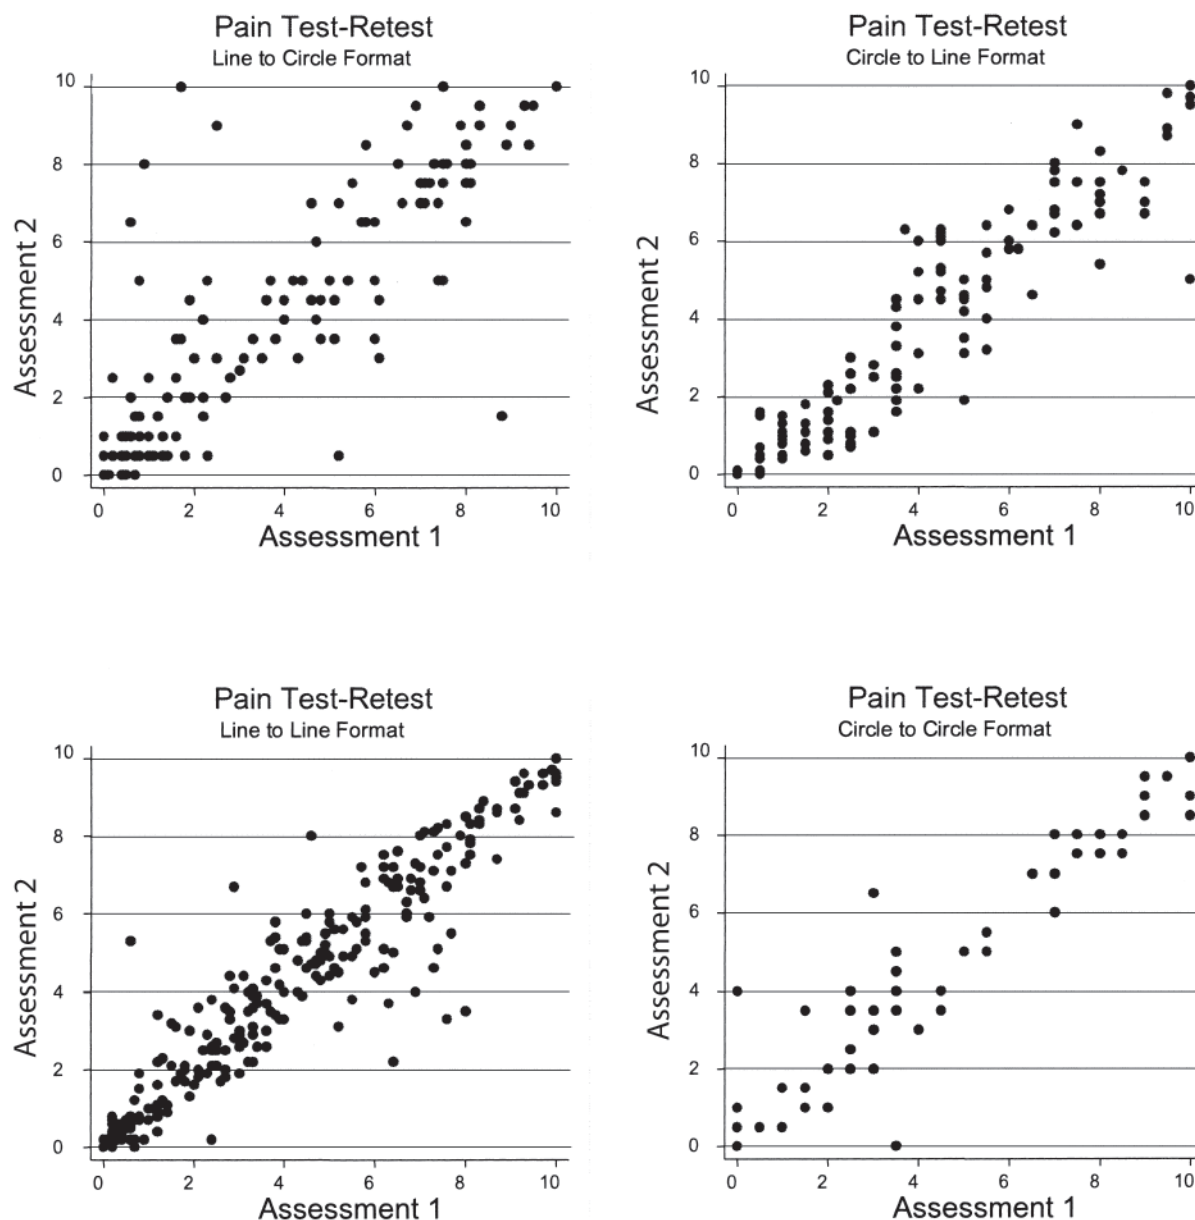 Pain Test-Retest
Line to Circle Format
10
8
6
4
2
0
Assessment 2
0 2 4 6 8 10
Assessment 1
Pain Test-Retest
Circle to Line Format
10
8
6
4
2
0
Assessment 2
0 2 4 6 8 10
Assessment 1
Pain Test-Retest
Line to Line Format
10
8
6
4
2
0
Assessment 2
0 2 4 6 8 10
Assessment 1
Pain Test-Retest
Circle to Circle Format
10
8
6
4
2
0
Assessment 2
0 2 4 6 8 10
Assessment 1